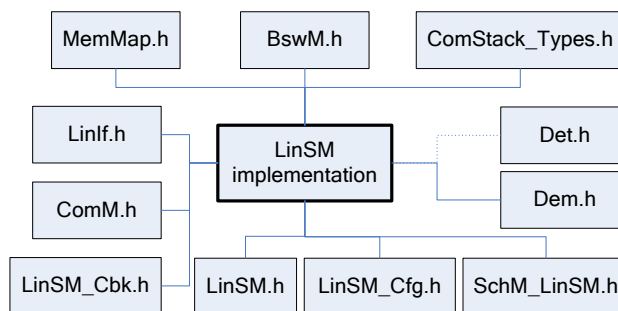 MemMap.h
BswM.h
ComStack_Types.h
LinIf.h
LinSM
implementation
Det.h
ComM.h
Dem.h
LinSM_Cbk.h
LinSM.h
LinSM_Cfg.h
SchM_LinSM.h